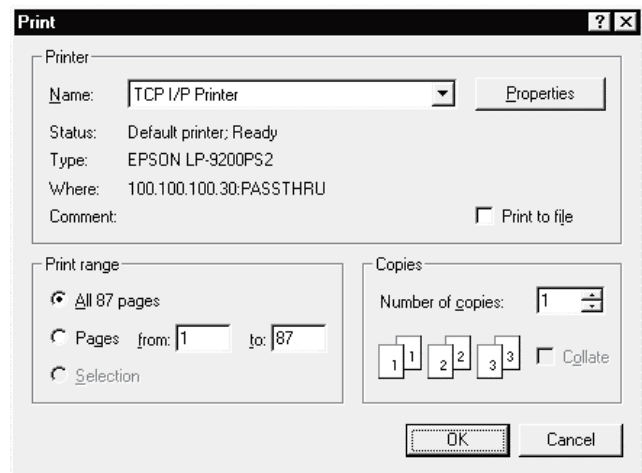 Print
Printer
Name: TCP I/P Printer Properties
Status: Default printer; Ready
Type: EPSON LP-9200PS2
Where: 100.100.100.30:PASSTHRU
Comment: Print to file
Print range
All 87 pages
Pages from: 1 to: 87
Selection
Copies
Number of copies: 1
1 1 2 2 3 3 Collate
OK Cancel